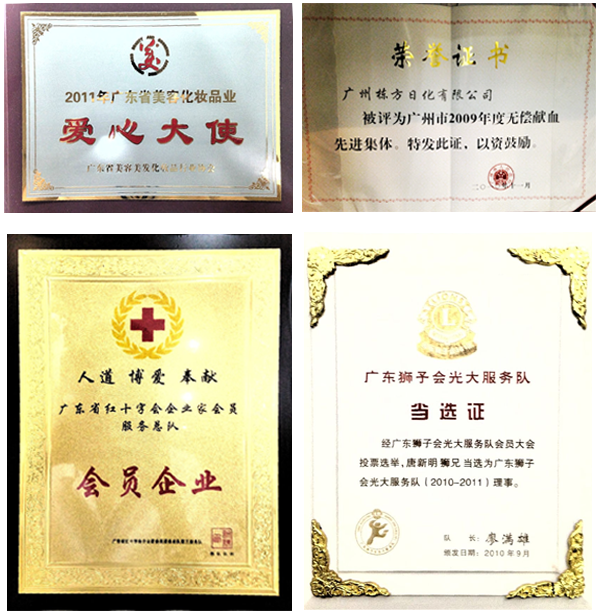 2011年广东省美容化妆品业
爱心大使
荣誉证书
广州栋方日化有限公司
被评为广州市2009年度无偿献血
先进集体。特发此证，以资鼓励。
人道 博爱 奉献
广东省红十字会企业家会员
服务总队
会员企业
广东狮子会光大服务队
当选证
经广东狮子会光大服务队会员大会
投票选举，唐新明 狮兄 当选为广东狮子
会光大服务队（2010-2011）理事。
队 长：廖满雄
颁发日期：2010年9月